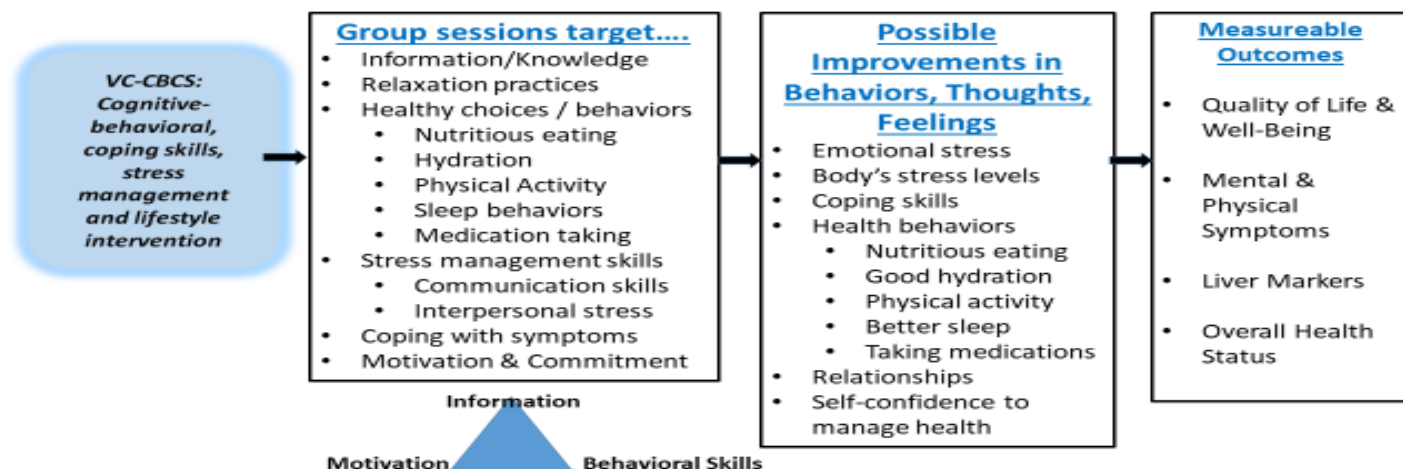 VC-CBCS:
Cognitive-
behavioral,
coping skills,
stress
management
and lifestyle
intervention
Group sessions target....
• Information/Knowledge
• Relaxation practices
• Healthy choices / behaviors
• Nutritious eating
• Hydration
• Physical Activity
• Sleep behaviors
• Medication taking
• Stress management skills
• Communication skills
• Interpersonal stress
• Coping with symptoms
• Motivation & Commitment
Information
Motivation
Behavioral Skills
Possible
Improvements in
Behaviors, Thoughts,
Feelings
• Emotional stress
• Body's stress levels
• Coping skills
• Health behaviors
• Nutritious eating
• Good hydration
• Physical activity
• Better sleep
• Taking medications
• Relationships
• Self-confidence to
manage health
Measureable
Outcomes
• Quality of Life &
Well-Being
• Mental &
Physical
Symptoms
• Liver Markers
• Overall Health
Status